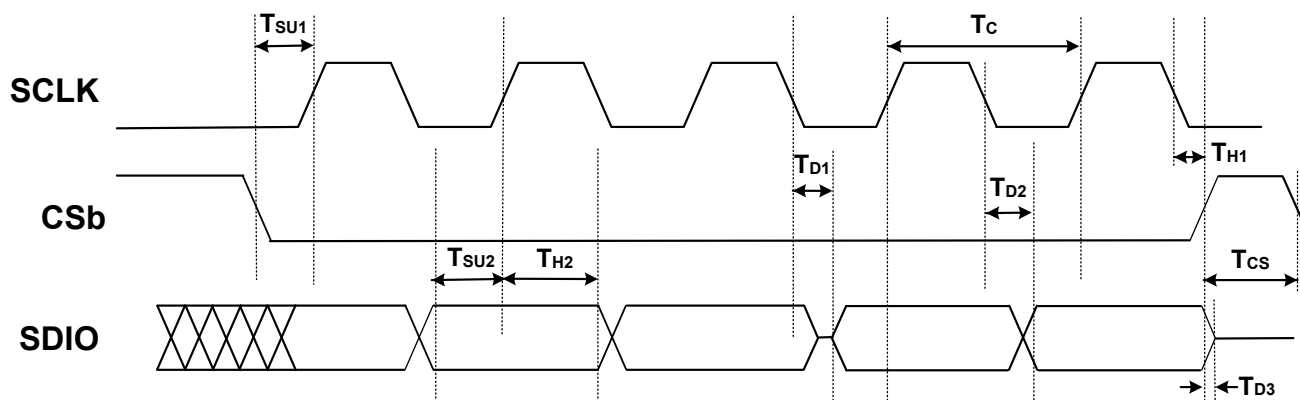 TSU1
TC
SCLK
TD1
TH1
TD2
CSb
TSU2
TH2
TCS
SDIO
TD3